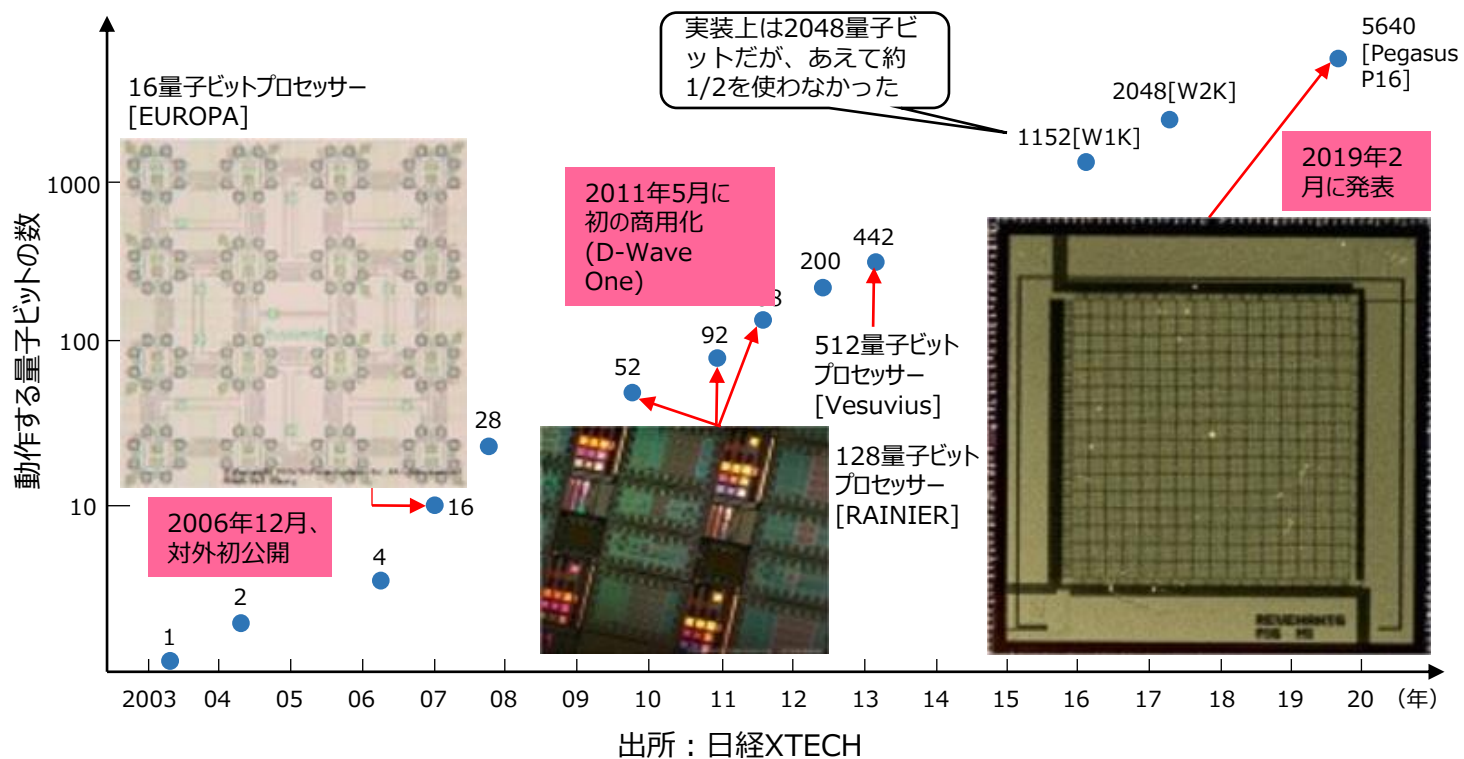 16量子ビットプロセッサー
[EUROPA]
実装上は2048量子ビ
ットだが、あえて約
1/2を使わなかった
5640
[Pegasus
P16]
2048[W2K]
1152[W1K]
2019年2
月に発表
2011年5月に
初の商用化
(D-Wave
One)
442
200
92
52
28
16
4
2
1
512量子ビット
プロセッサー
[Vesuvius]
128量子ビット
プロセッサー
[RAINIER]
2006年12月、
対外初公開
動作する量子ビットの数
1000
100
10
2003 04 05 06 07 08 09 10 11 12 13 14 15 16 17 18 19 20 (年)
出所：日経XTECH